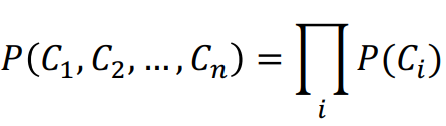 P(C₁, C₂, …, Cₙ) = ∏ᵢ P(Cᵢ)